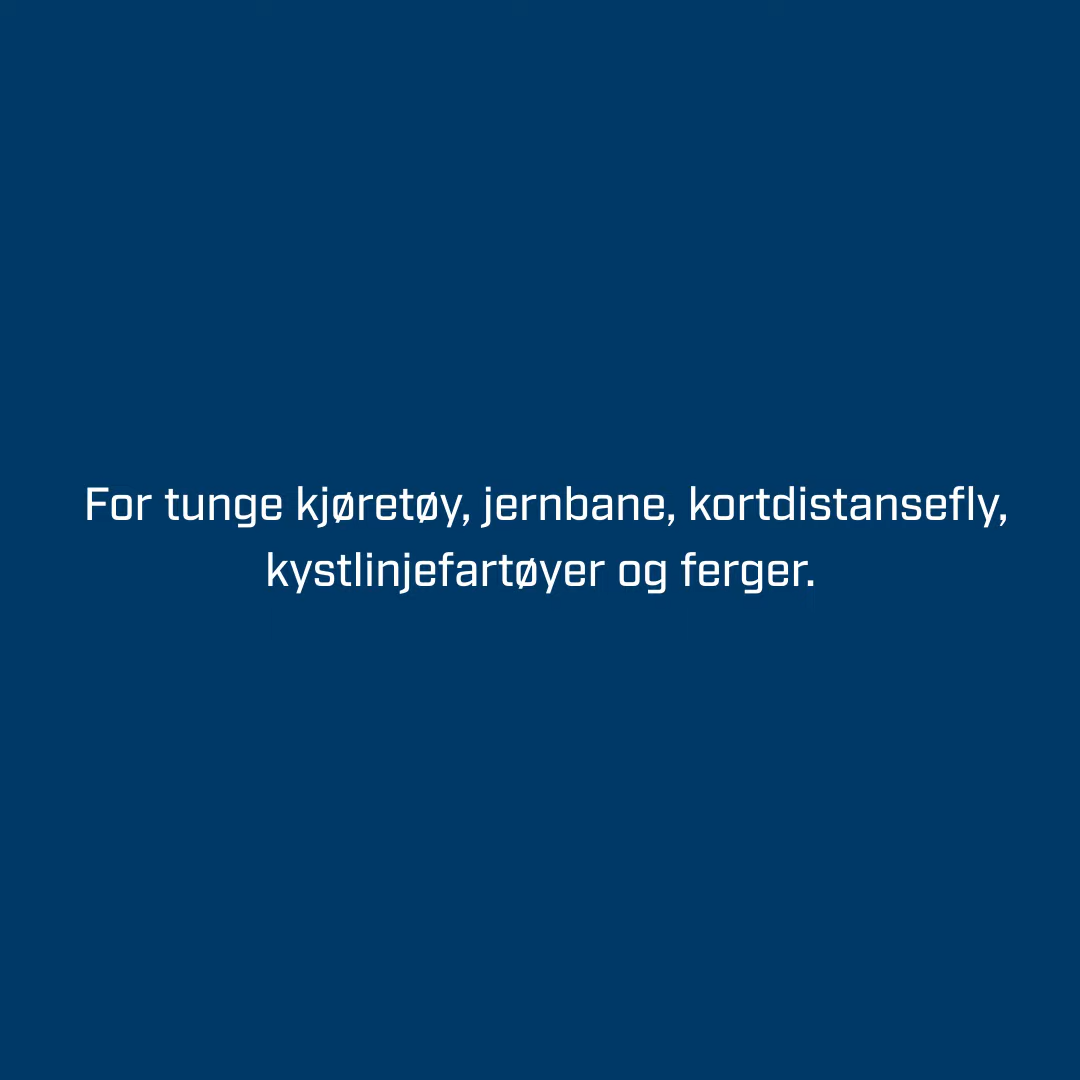 For tunge kjøretøy, jernbane, kortdistansefly,
kystlinjefartøyer og ferger.